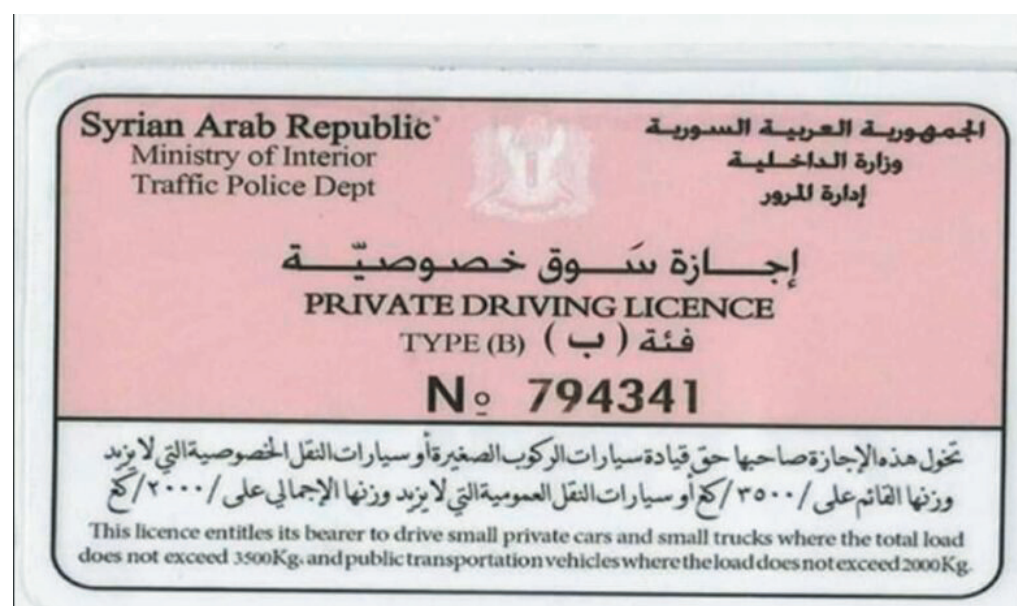 Syrian Arab Republic
Ministry of Interior
Traffic Police Dept
الجمهورية العربية السورية
وزارة الداخلية
إدارة المرور
إجازة سَوق خصوصيّة
PRIVATE DRIVING LICENCE
TYPE (B) فئة (ب)
Nº 794341
تخول هذه الإجازة صاحبها حق قيادة سيارات الركوب الصغيرة أو سيارات النقل الخصوصية التي لا يزيد
وزنها القائم على /٣٥٠٠/ كغ أو سيارات النقل العمومية التي لا يزيد وزنها الإجمالي على /٢٠٠٠/ كغ
This licence entitles its bearer to drive small private cars and small trucks where the total load
does not exceed 3500Kg. and public transportation vehicles where the load does not exceed 2000 Kg.